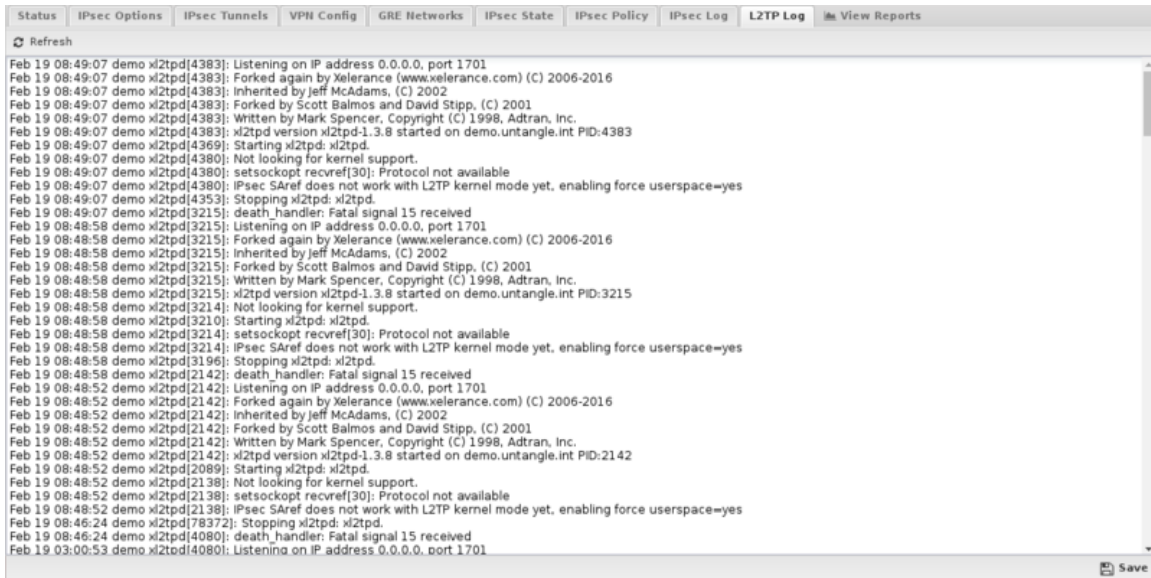 Status IPsec Options IPsec Tunnels VPN Config GRE Networks IPsec State IPsec Policy IPsec Log L2TP Log View Reports
Refresh
Feb 19 08:49:07 demo xl2tpd[4383]: Listening on IP address 0.0.0.0, port 1701
Feb 19 08:49:07 demo xl2tpd[4383]: Forked again by Xelerance (www.xelerance.com) (C) 2006-2016
Feb 19 08:49:07 demo xl2tpd[4383]: Inherited by Jeff McAdams, (C) 2002
Feb 19 08:49:07 demo xl2tpd[4383]: Forked by Scott Balmos and David Stipp, (C) 2001
Feb 19 08:49:07 demo xl2tpd[4383]: Written by Mark Spencer, Copyright (C) 1998, Adtran, Inc.
Feb 19 08:49:07 demo xl2tpd[4383]: xl2tpd version xl2tpd-1.3.8 started on demo.untangle.int PID:4383
Feb 19 08:49:07 demo xl2tpd[4369]: Starting xl2tpd: xl2tpd.
Feb 19 08:49:07 demo xl2tpd[4380]: Not looking for kernel support.
Feb 19 08:49:07 demo xl2tpd[4380]: setsockopt recvref[30]: Protocol not available
Feb 19 08:49:07 demo xl2tpd[4380]: IPsec SAref does not work with L2TP kernel mode yet, enabling force userspace=yes
Feb 19 08:49:07 demo xl2tpd[4353]: Stopping xl2tpd: xl2tpd.
Feb 19 08:49:07 demo xl2tpd[3215]: death_handler: Fatal signal 15 received
Feb 19 08:48:58 demo xl2tpd[3215]: Listening on IP address 0.0.0.0, port 1701
Feb 19 08:48:58 demo xl2tpd[3215]: Forked again by Xelerance (www.xelerance.com) (C) 2006-2016
Feb 19 08:48:58 demo xl2tpd[3215]: Inherited by Jeff McAdams, (C) 2002
Feb 19 08:48:58 demo xl2tpd[3215]: Forked by Scott Balmos and David Stipp, (C) 2001
Feb 19 08:48:58 demo xl2tpd[3215]: Written by Mark Spencer, Copyright (C) 1998, Adtran, Inc.
Feb 19 08:48:58 demo xl2tpd[3215]: xl2tpd version xl2tpd-1.3.8 started on demo.untangle.int PID:3215
Feb 19 08:48:58 demo xl2tpd[3214]: Not looking for kernel support.
Feb 19 08:48:58 demo xl2tpd[3210]: Starting xl2tpd: xl2tpd.
Feb 19 08:48:58 demo xl2tpd[3214]: setsockopt recvref[30]: Protocol not available
Feb 19 08:48:58 demo xl2tpd[3214]: IPsec SAref does not work with L2TP kernel mode yet, enabling force userspace=yes
Feb 19 08:48:58 demo xl2tpd[3196]: Stopping xl2tpd: xl2tpd.
Feb 19 08:48:58 demo xl2tpd[2142]: death_handler: Fatal signal 15 received
Feb 19 08:48:52 demo xl2tpd[2142]: Listening on IP address 0.0.0.0, port 1701
Feb 19 08:48:52 demo xl2tpd[2142]: Forked again by Xelerance (www.xelerance.com) (C) 2006-2016
Feb 19 08:48:52 demo xl2tpd[2142]: Inherited by Jeff McAdams, (C) 2002
Feb 19 08:48:52 demo xl2tpd[2142]: Forked by Scott Balmos and David Stipp, (C) 2001
Feb 19 08:48:52 demo xl2tpd[2142]: Written by Mark Spencer, Copyright (C) 1998, Adtran, Inc.
Feb 19 08:48:52 demo xl2tpd[2142]: xl2tpd version xl2tpd-1.3.8 started on demo.untangle.int PID:2142
Feb 19 08:48:52 demo xl2tpd[2089]: Starting xl2tpd: xl2tpd.
Feb 19 08:48:52 demo xl2tpd[2138]: Not looking for kernel support.
Feb 19 08:48:52 demo xl2tpd[2138]: setsockopt recvref[30]: Protocol not available
Feb 19 08:48:52 demo xl2tpd[2138]: IPsec SAref does not work with L2TP kernel mode yet, enabling force userspace=yes
Feb 19 08:46:24 demo xl2tpd[78372]: Stopping xl2tpd: xl2tpd.
Feb 19 08:46:24 demo xl2tpd[4080]: death_handler: Fatal signal 15 received
Feb 19 03:00:53 demo xl2tpd[4080]: Listening on IP address 0.0.0.0, port 1701
Save